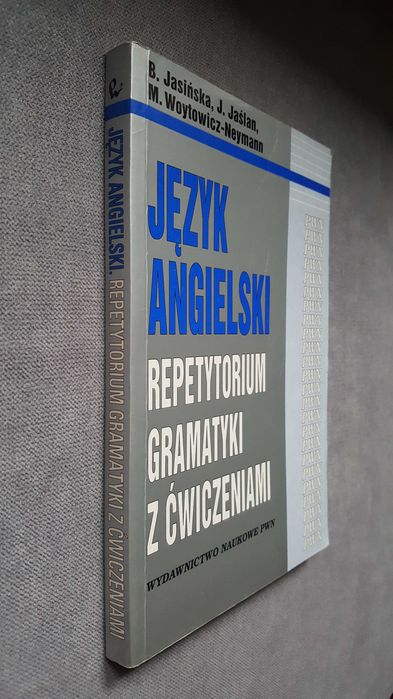 B. Jasińska, J. Jaślan,
M. Woytowicz-Neymann
JĘZYK
ANGIELSKI
REPETYTORIUM
GRAMATYKI
Z ĆWICZENIAMI
WYDAWNICTWO NAUKOWE PWN
JĘZYK ANGIELSKI. REPETYTORIUM GRAMATYKI Z ĆWICZENIAMI